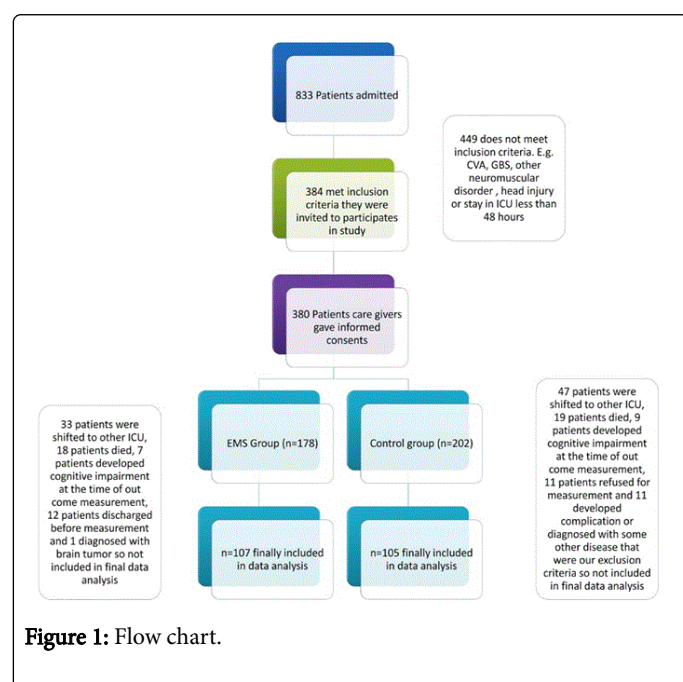 833 Patients admitted
449 does not meet
inclusion criteria. E.g.
CVA, GBS, other
neuromuscular
disorder , head injury
or stay in ICU less than
48 hours
384 met inclusion
criteria they were
invited to participates
in study
380 Patients care givers
gave informed
consents
33 patients were
shifted to other ICU,
18 patients died, 7
patients developed
cognitive impairment
at the time of out
come measurement,
12 patients discharged
before measurement
and 1 diagnosed with
brain tumor so not
included in final data
analysis
EMS Group (n=178)
Control group (n=202)
47 patients were
shifted to other ICU,
19 patients died, 9
patients developed
cognitive impairment
at the time of out
come measurement,
11 patients refused for
measurement and 11
developed
complication or
diagnosed with some
other disease that
were our exclusion
criteria so not included
in final data analysis
n=107 finally included
in data analysis
n=105 finally included
in data analysis
Figure 1: Flow chart.